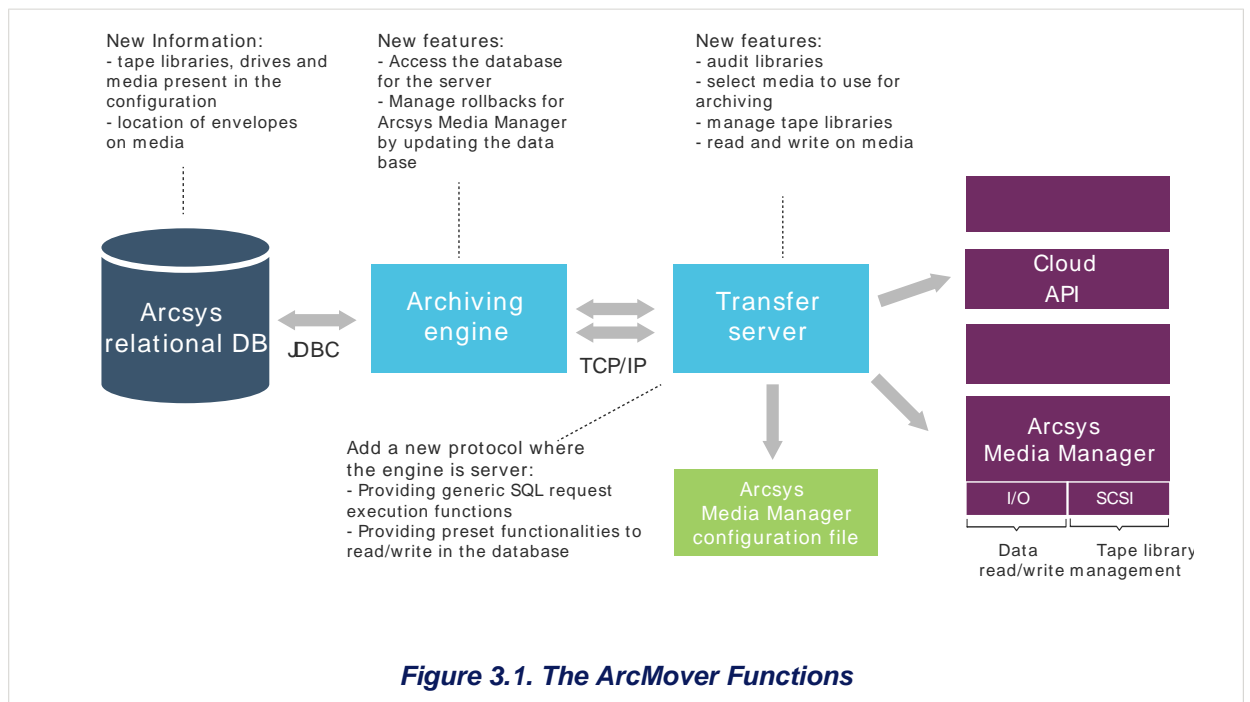 New Information:
- tape libraries, drives and
media present in the
configuration
- location of envelopes
on media
New features:
- Access the database
for the server
- Manage rollbacks for
Arcsys Media Manager
by updating the data
base
New features:
- audit libraries
- select media to use for
archiving
- manage tape libraries
- read and write on media
Arcsys
relational DB
JDBC
Archiving
engine
TCP/IP
Transfer
server
Cloud
API
Arcsys
Media Manager
I/O
SCSI
Data
read/write
Tape library
management
Add a new protocol where
the engine is server:
- Providing generic SQL request
execution functions
- Providing preset functionalities to
read/write in the database
Arcsys
Media Manager
configuration file
Figure 3.1. The ArcMover Functions